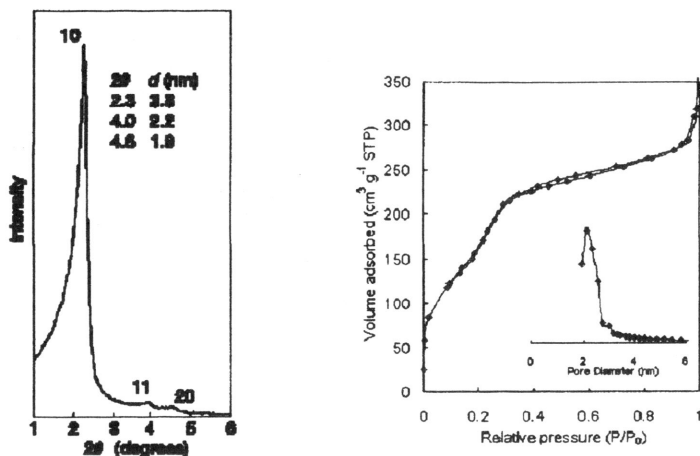 10
2θ d (nm)
2.3 3.8
4.0 2.2
4.6 1.9
Intensity
11
20
1 2 3 4 5 6
2θ (degrees)
350
300
250
200
150
100
50
0
Volume adsorbed (cm³ g⁻¹ STP)
0 2 4 6
Pore Diameter (nm)
0 0.2 0.4 0.6 0.8 1
Relative pressure (P/P₀)